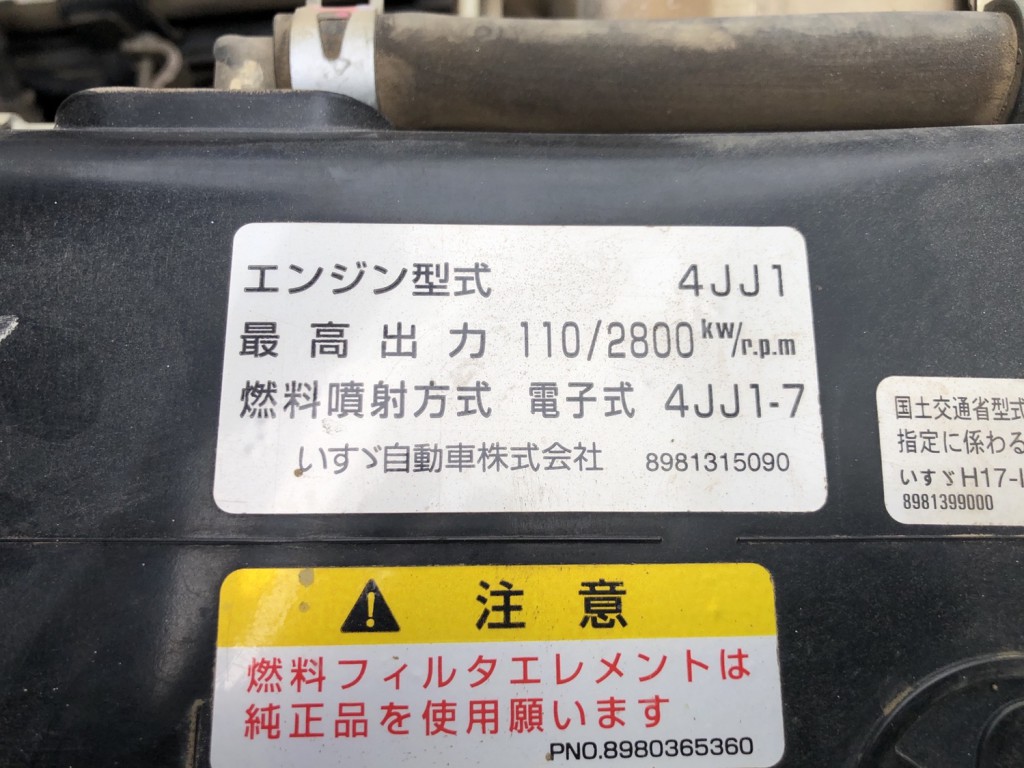 エンジン型式 4JJ1
最高出力 110/2800kw/r.p.m
燃料噴射方式 電子式 4JJ1-7
いすゞ自動車株式会社 8981315090
国土交通省型式
指定に係わる
いすゞH17-
8981399000
注意
燃料フィルタエレメントは
純正品を使用願います
PNO.8980365360